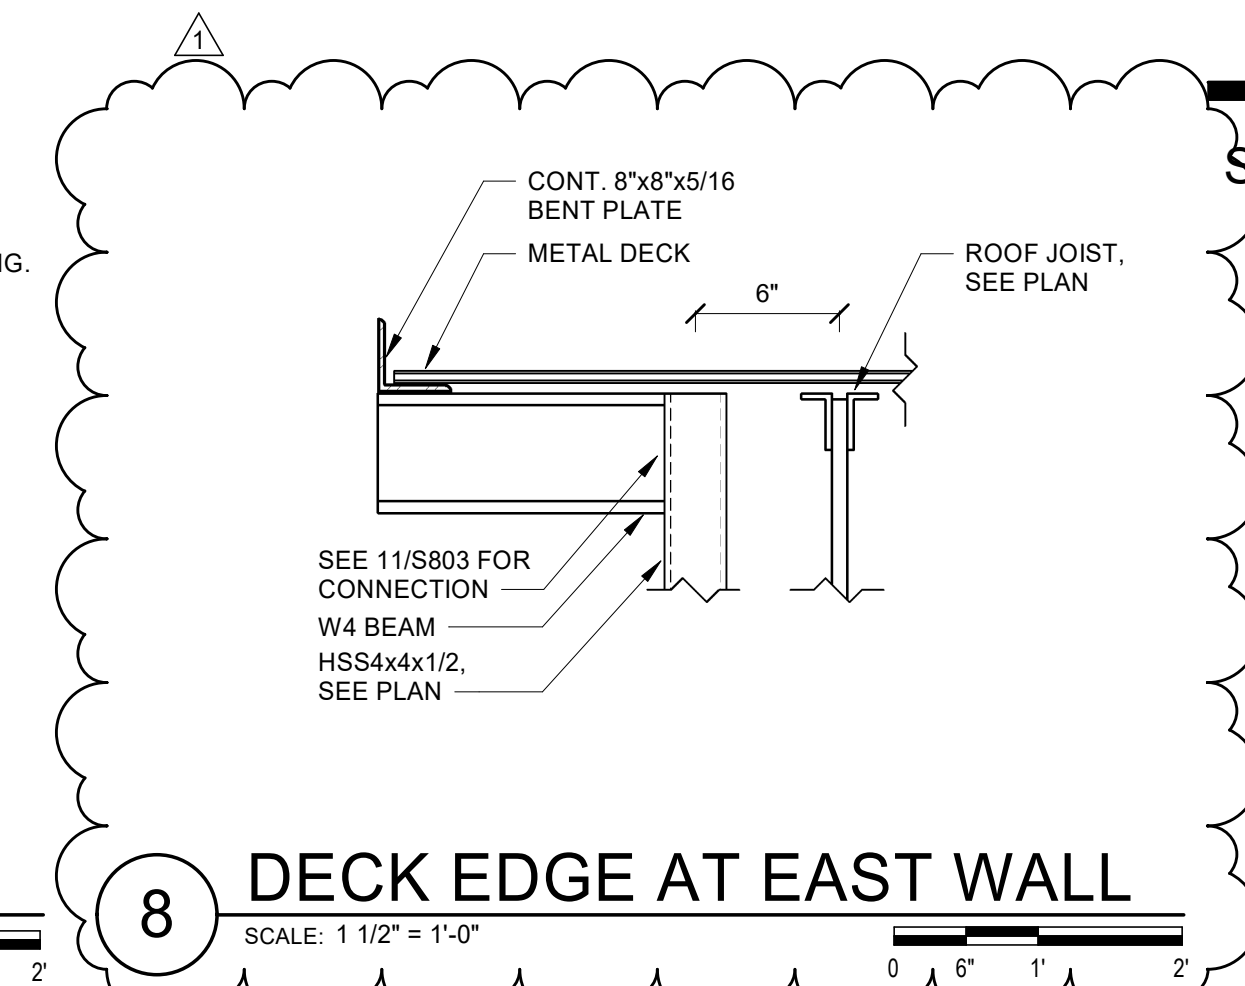 1
CONT. 8"x8"x5/16
BENT PLATE
METAL DECK
ROOF JOIST,
SEE PLAN
6"
SEE 11/S803 FOR
CONNECTION
W4 BEAM
HSS4x4x1/2,
SEE PLAN
8
DECK EDGE AT EAST WALL
SCALE: 1 1/2" = 1'-0"
0 6" 1' 2'
2'